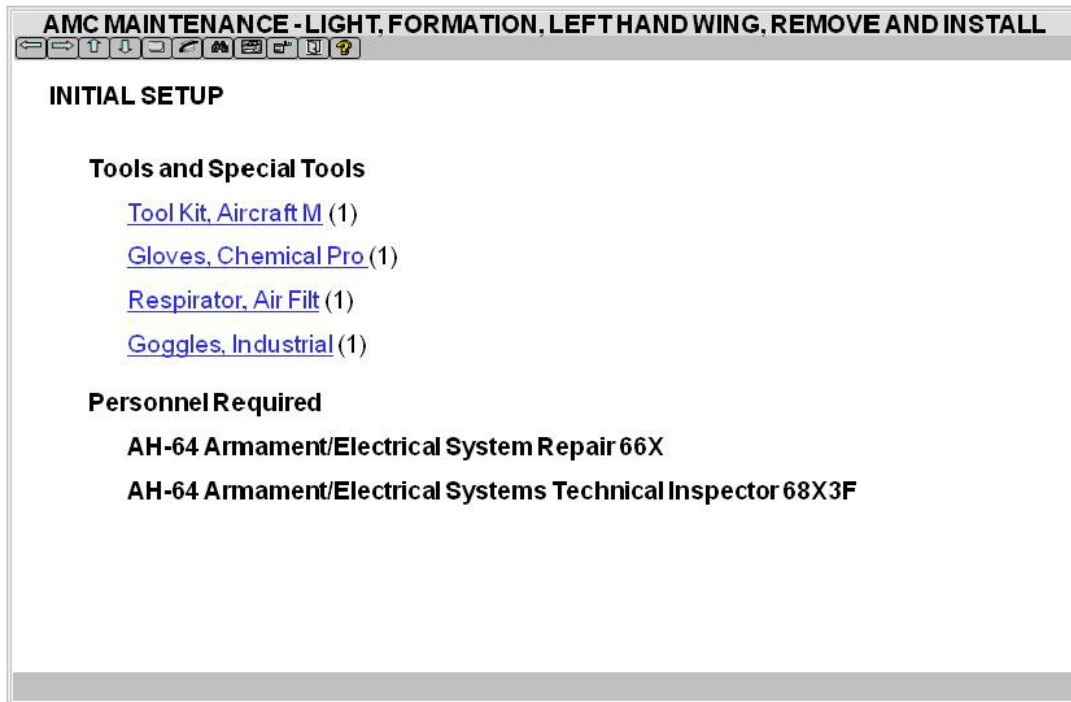 AMC MAINTENANCE - LIGHT, FORMATION, LEFT HAND WING, REMOVE AND INSTALL
INITIAL SETUP
Tools and Special Tools
Tool Kit, Aircraft M (1)
Gloves, Chemical Pro (1)
Respirator, Air Filt (1)
Goggles, Industrial (1)
Personnel Required
AH-64 Armament/Electrical System Repair 66X
AH-64 Armament/Electrical Systems Technical Inspector 68X3F